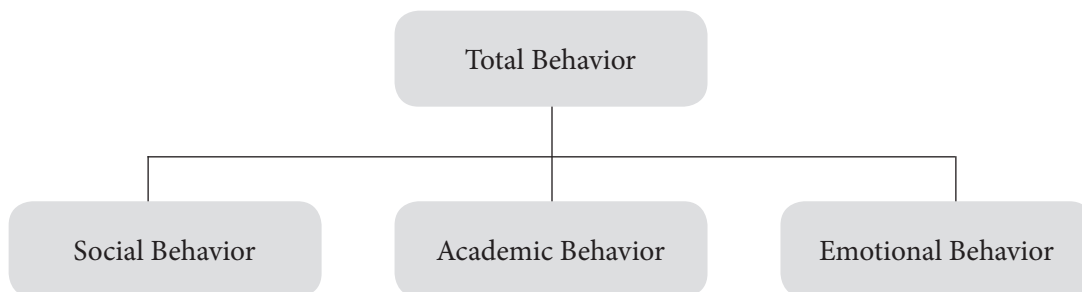 Total Behavior
Social Behavior
Academic Behavior
Emotional Behavior